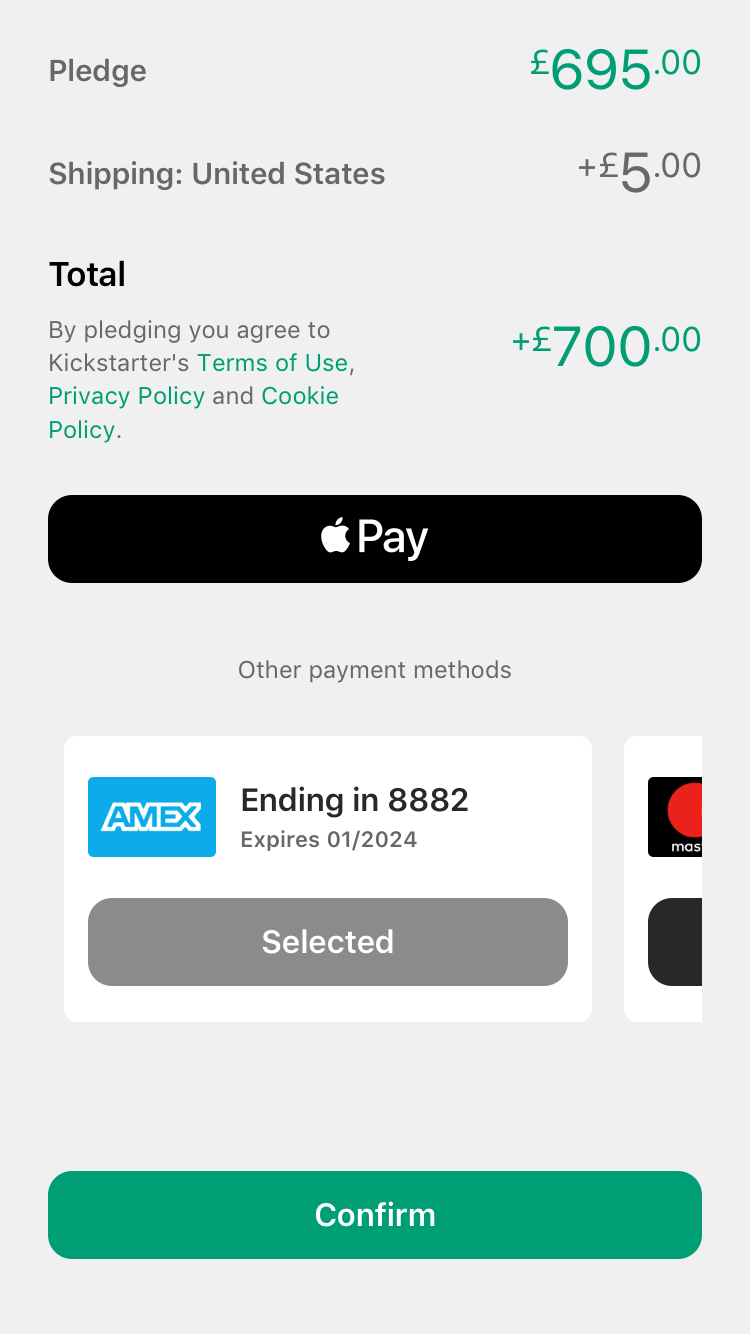 Pledge £695.00
Shipping: United States +£5.00
Total
By pledging you agree to
Kickstarter's Terms of Use,
Privacy Policy and Cookie
Policy.
+£700.00
Pay
Other payment methods
AMEX
Ending in 8882
Expires 01/2024
Selected
mas
Confirm